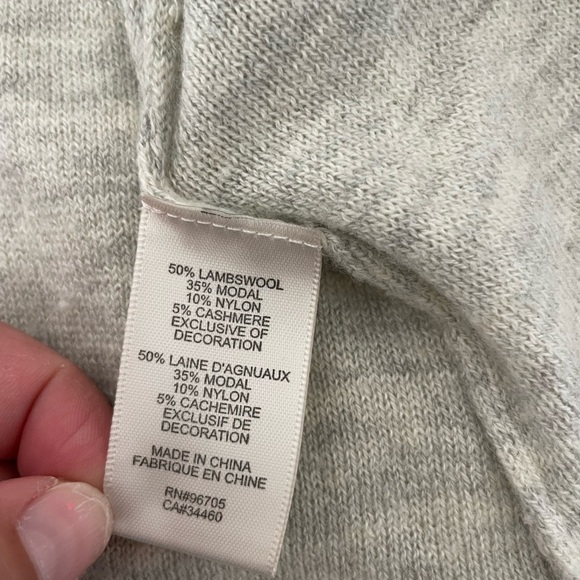 50% LAMBSWOOL
35% MODAL
10% NYLON
5% CASHMERE
EXCLUSIVE OF
DECORATION
50% LAINE D'AGNUAUX
35% MODAL
10% NYLON
5% CACHEMIRE
EXCLUSIF DE
DECORATION
MADE IN CHINA
FABRIQUE EN CHINE
RN#96705
CA#34460